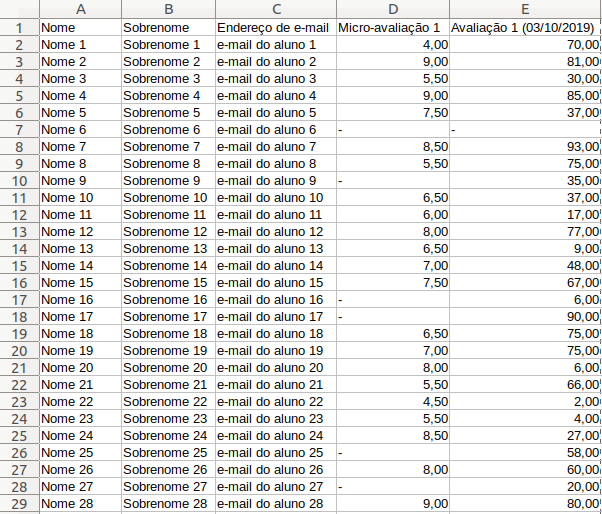 A B C D E
1 Nome Sobrenome Endereço de e-mail Micro-avaliação 1 Avaliação 1 (03/10/2019)
2 Nome 1 Sobrenome 1 e-mail do aluno 1 4,00 70,00
3 Nome 2 Sobrenome 2 e-mail do aluno 2 9,00 81,00
4 Nome 3 Sobrenome 3 e-mail do aluno 3 5,50 30,00
5 Nome 4 Sobrenome 4 e-mail do aluno 4 9,00 85,00
6 Nome 5 Sobrenome 5 e-mail do aluno 5 7,50 37,00
7 Nome 6 Sobrenome 6 e-mail do aluno 6 - -
8 Nome 7 Sobrenome 7 e-mail do aluno 7 8,50 93,00
9 Nome 8 Sobrenome 8 e-mail do aluno 8 5,50 75,00
10 Nome 9 Sobrenome 9 e-mail do aluno 9 - 35,00
11 Nome 10 Sobrenome 10 e-mail do aluno 10 6,50 37,00
12 Nome 11 Sobrenome 11 e-mail do aluno 11 6,00 17,00
13 Nome 12 Sobrenome 12 e-mail do aluno 12 8,00 77,00
14 Nome 13 Sobrenome 13 e-mail do aluno 13 6,50 9,00
15 Nome 14 Sobrenome 14 e-mail do aluno 14 7,00 48,00
16 Nome 15 Sobrenome 15 e-mail do aluno 15 7,50 67,00
17 Nome 16 Sobrenome 16 e-mail do aluno 16 - 6,00
18 Nome 17 Sobrenome 17 e-mail do aluno 17 - 90,00
19 Nome 18 Sobrenome 18 e-mail do aluno 18 6,50 75,00
20 Nome 19 Sobrenome 19 e-mail do aluno 19 7,00 75,00
21 Nome 20 Sobrenome 20 e-mail do aluno 20 8,00 6,00
22 Nome 21 Sobrenome 21 e-mail do aluno 21 5,50 66,00
23 Nome 22 Sobrenome 22 e-mail do aluno 22 4,50 2,00
24 Nome 23 Sobrenome 23 e-mail do aluno 23 5,50 4,00
25 Nome 24 Sobrenome 24 e-mail do aluno 24 8,50 27,00
26 Nome 25 Sobrenome 25 e-mail do aluno 25 - 58,00
27 Nome 26 Sobrenome 26 e-mail do aluno 26 8,00 60,00
28 Nome 27 Sobrenome 27 e-mail do aluno 27 - 20,00
29 Nome 28 Sobrenome 28 e-mail do aluno 28 9,00 80,00